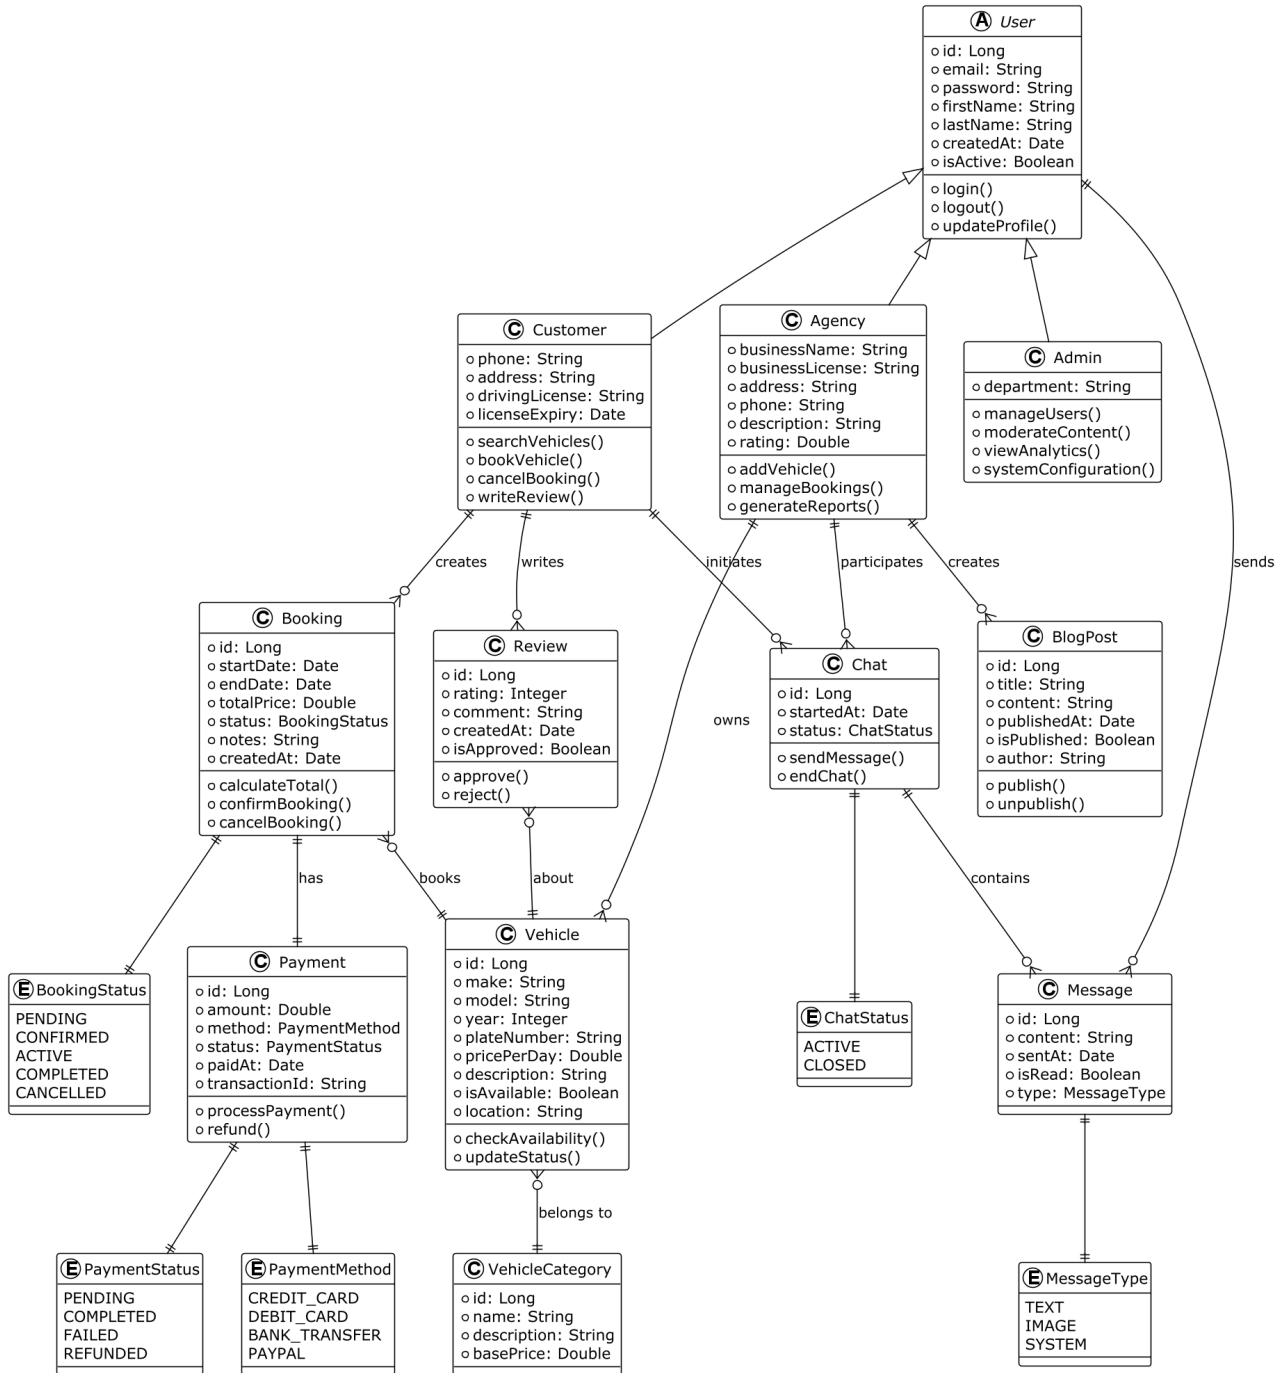 A User
id: Long
email: String
password: String
firstName: String
lastName: String
createdAt: Date
isActive: Boolean
login()
logout()
updateProfile()
C Customer
phone: String
address: String
drivingLicense: String
licenseExpiry: Date
searchVehicles()
bookVehicle()
cancelBooking()
writeReview()
C Agency
businessName: String
businessLicense: String
address: String
phone: String
description: String
rating: Double
addVehicle()
manageBookings()
generateReports()
C Admin
department: String
manageUsers()
moderateContent()
viewAnalytics()
systemConfiguration()
creates
writes
initiates
participates
creates
sends
C Booking
id: Long
startDate: Date
endDate: Date
totalPrice: Double
status: BookingStatus
notes: String
createdAt: Date
calculateTotal()
confirmBooking()
cancelBooking()
C Review
id: Long
rating: Integer
comment: String
createdAt: Date
isApproved: Boolean
approve()
reject()
owns
C Chat
id: Long
startedAt: Date
status: ChatStatus
sendMessage()
endChat()
C BlogPost
id: Long
title: String
content: String
publishedAt: Date
isPublished: Boolean
author: String
publish()
unpublish()
has
books
about
contains
E BookingStatus
PENDING
CONFIRMED
ACTIVE
COMPLETED
CANCELLED
C Payment
id: Long
amount: Double
method: PaymentMethod
status: PaymentStatus
paidAt: Date
transactionId: String
processPayment()
refund()
C Vehicle
id: Long
make: String
model: String
year: Integer
plateNumber: String
pricePerDay: Double
description: String
isAvailable: Boolean
location: String
checkAvailability()
updateStatus()
E ChatStatus
ACTIVE
CLOSED
C Message
id: Long
content: String
sentAt: Date
isRead: Boolean
type: MessageType
belongs to
E PaymentStatus
PENDING
COMPLETED
FAILED
REFUNDED
E PaymentMethod
CREDIT_CARD
DEBIT_CARD
BANK_TRANSFER
PAYPAL
C VehicleCategory
id: Long
name: String
description: String
basePrice: Double
E MessageType
TEXT
IMAGE
SYSTEM